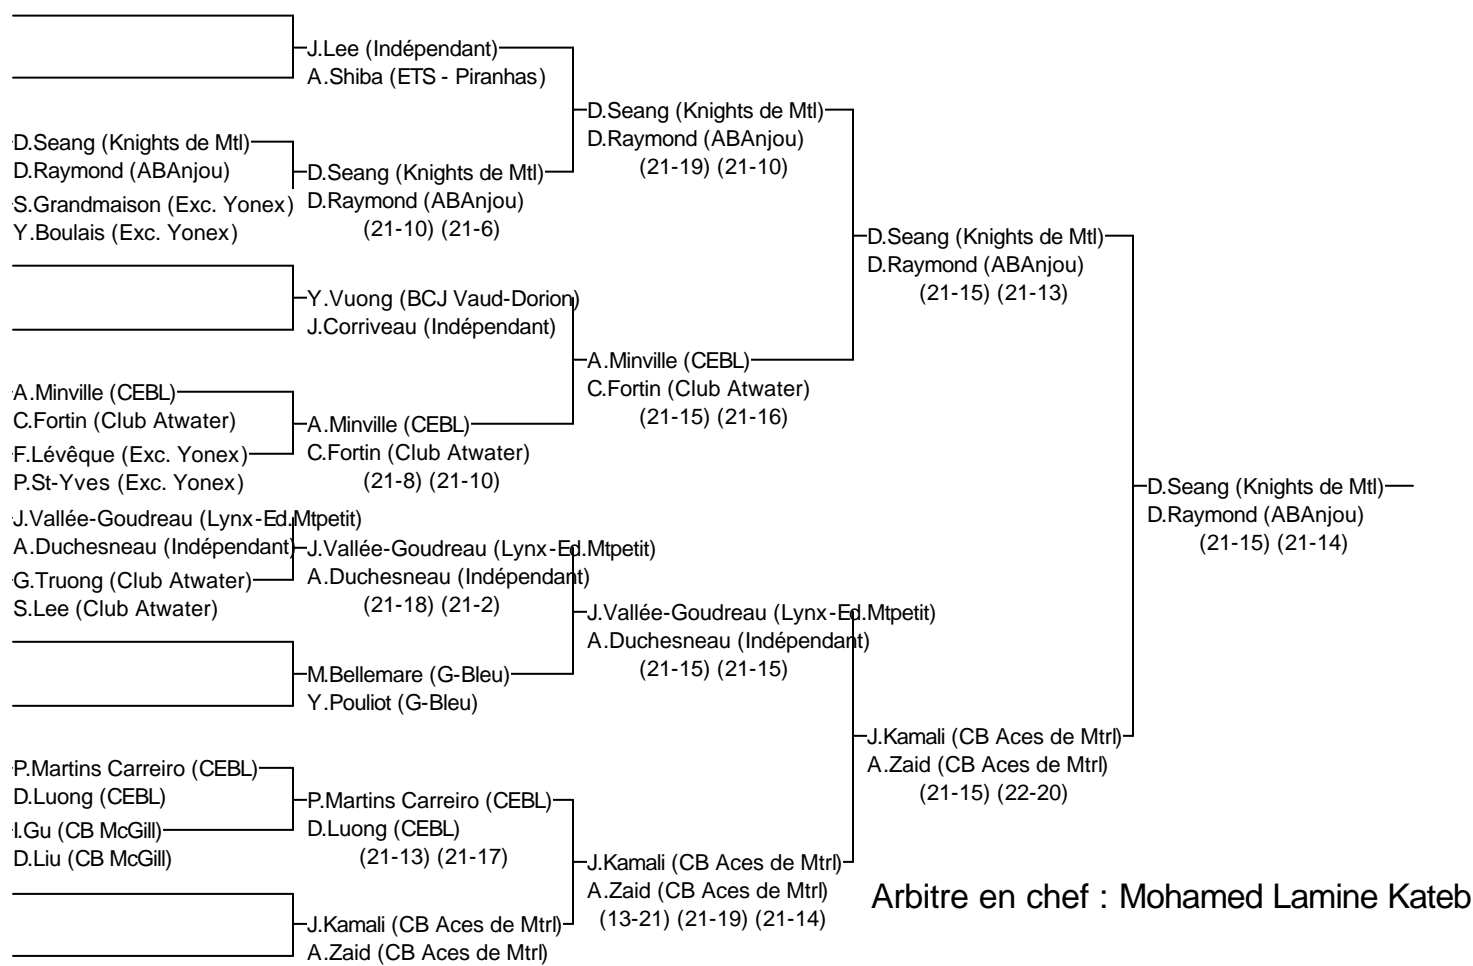 J.Lee (Indépendant)
A.Shiba (ETS - Piranhas)
D.Seang (Knights de Mtl)
D.Raymond (ABAnjou)
(21-19) (21-10)
D.Seang (Knights de Mtl)
D.Raymond (ABAnjou)
S.Grandmaison (Exc. Yonex)
Y.Boulais (Exc. Yonex)
D.Seang (Knights de Mtl)
D.Raymond (ABAnjou)
(21-10) (21-6)
D.Seang (Knights de Mtl)
D.Raymond (ABAnjou)
(21-15) (21-13)
Y.Vuong (BCJ Vaud-Dorion)
J.Corriveau (Indépendant)
A.Minville (CEBL)
C.Fortin (Club Atwater)
(21-15) (21-16)
A.Minville (CEBL)
C.Fortin (Club Atwater)
F.Lévêque (Exc. Yonex)
P.St-Yves (Exc. Yonex)
A.Minville (CEBL)
C.Fortin (Club Atwater)
(21-8) (21-10)
D.Seang (Knights de Mtl)
D.Raymond (ABAnjou)
(21-15) (21-14)
J.Vallée-Goudreau (Lynx-Ed.Mtpetit)
A.Duchesneau (Indépendant)
G.Truong (Club Atwater)
S.Lee (Club Atwater)
J.Vallée-Goudreau (Lynx-Ed.Mtpetit)
A.Duchesneau (Indépendant)
(21-18) (21-2)
J.Vallée-Goudreau (Lynx-Ed.Mtpetit)
A.Duchesneau (Indépendant)
(21-15) (21-15)
M.Bellemare (G-Bleu)
Y.Pouliot (G-Bleu)
J.Kamali (CB Aces de Mtrl)
A.Zaid (CB Aces de Mtrl)
(21-15) (22-20)
P.Martins Carreiro (CEBL)
D.Luong (CEBL)
I.Gu (CB McGill)
D.Liu (CB McGill)
P.Martins Carreiro (CEBL)
D.Luong (CEBL)
(21-13) (21-17)
J.Kamali (CB Aces de Mtrl)
A.Zaid (CB Aces de Mtrl)
(13-21) (21-19) (21-14)
J.Kamali (CB Aces de Mtrl)
A.Zaid (CB Aces de Mtrl)
Arbitre en chef : Mohamed Lamine Kateb